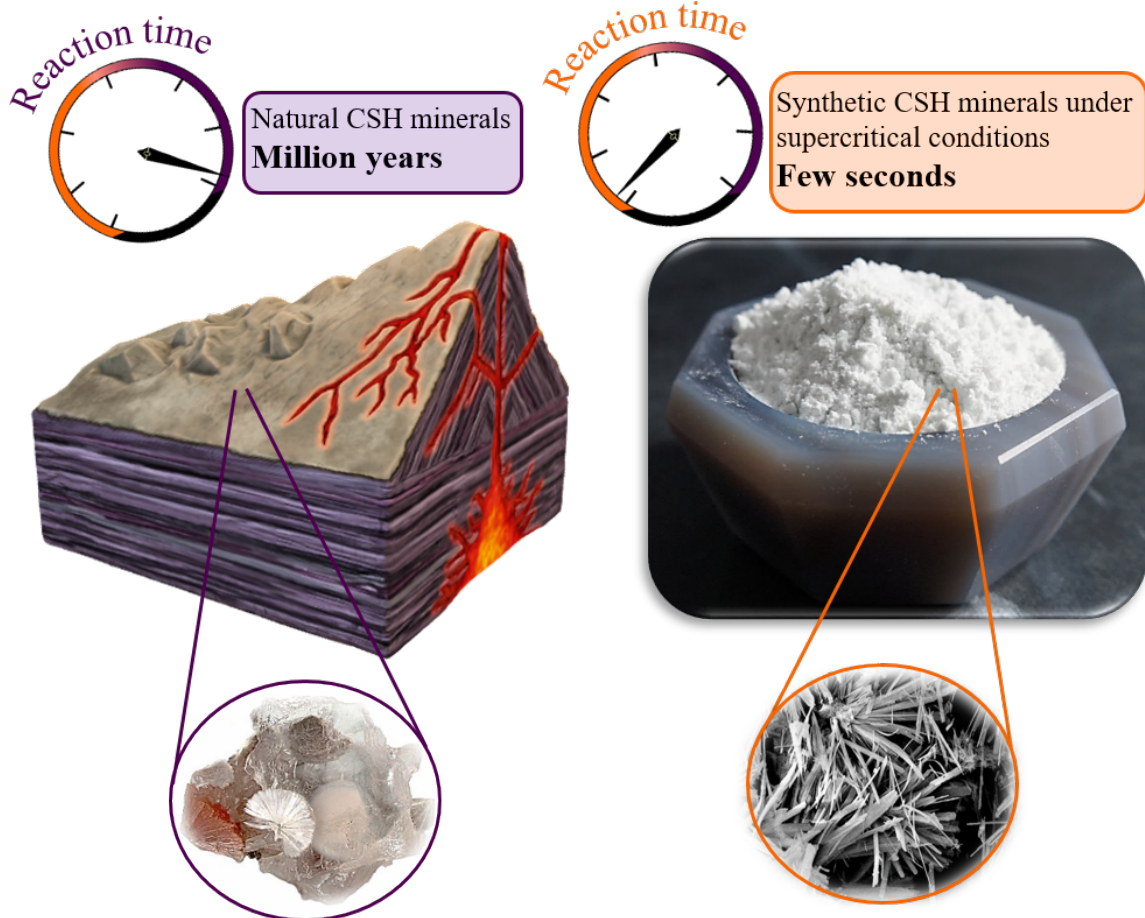 Reaction time
Natural CSH minerals
Million years
Reaction time
Synthetic CSH minerals under
supercritical conditions
Few seconds